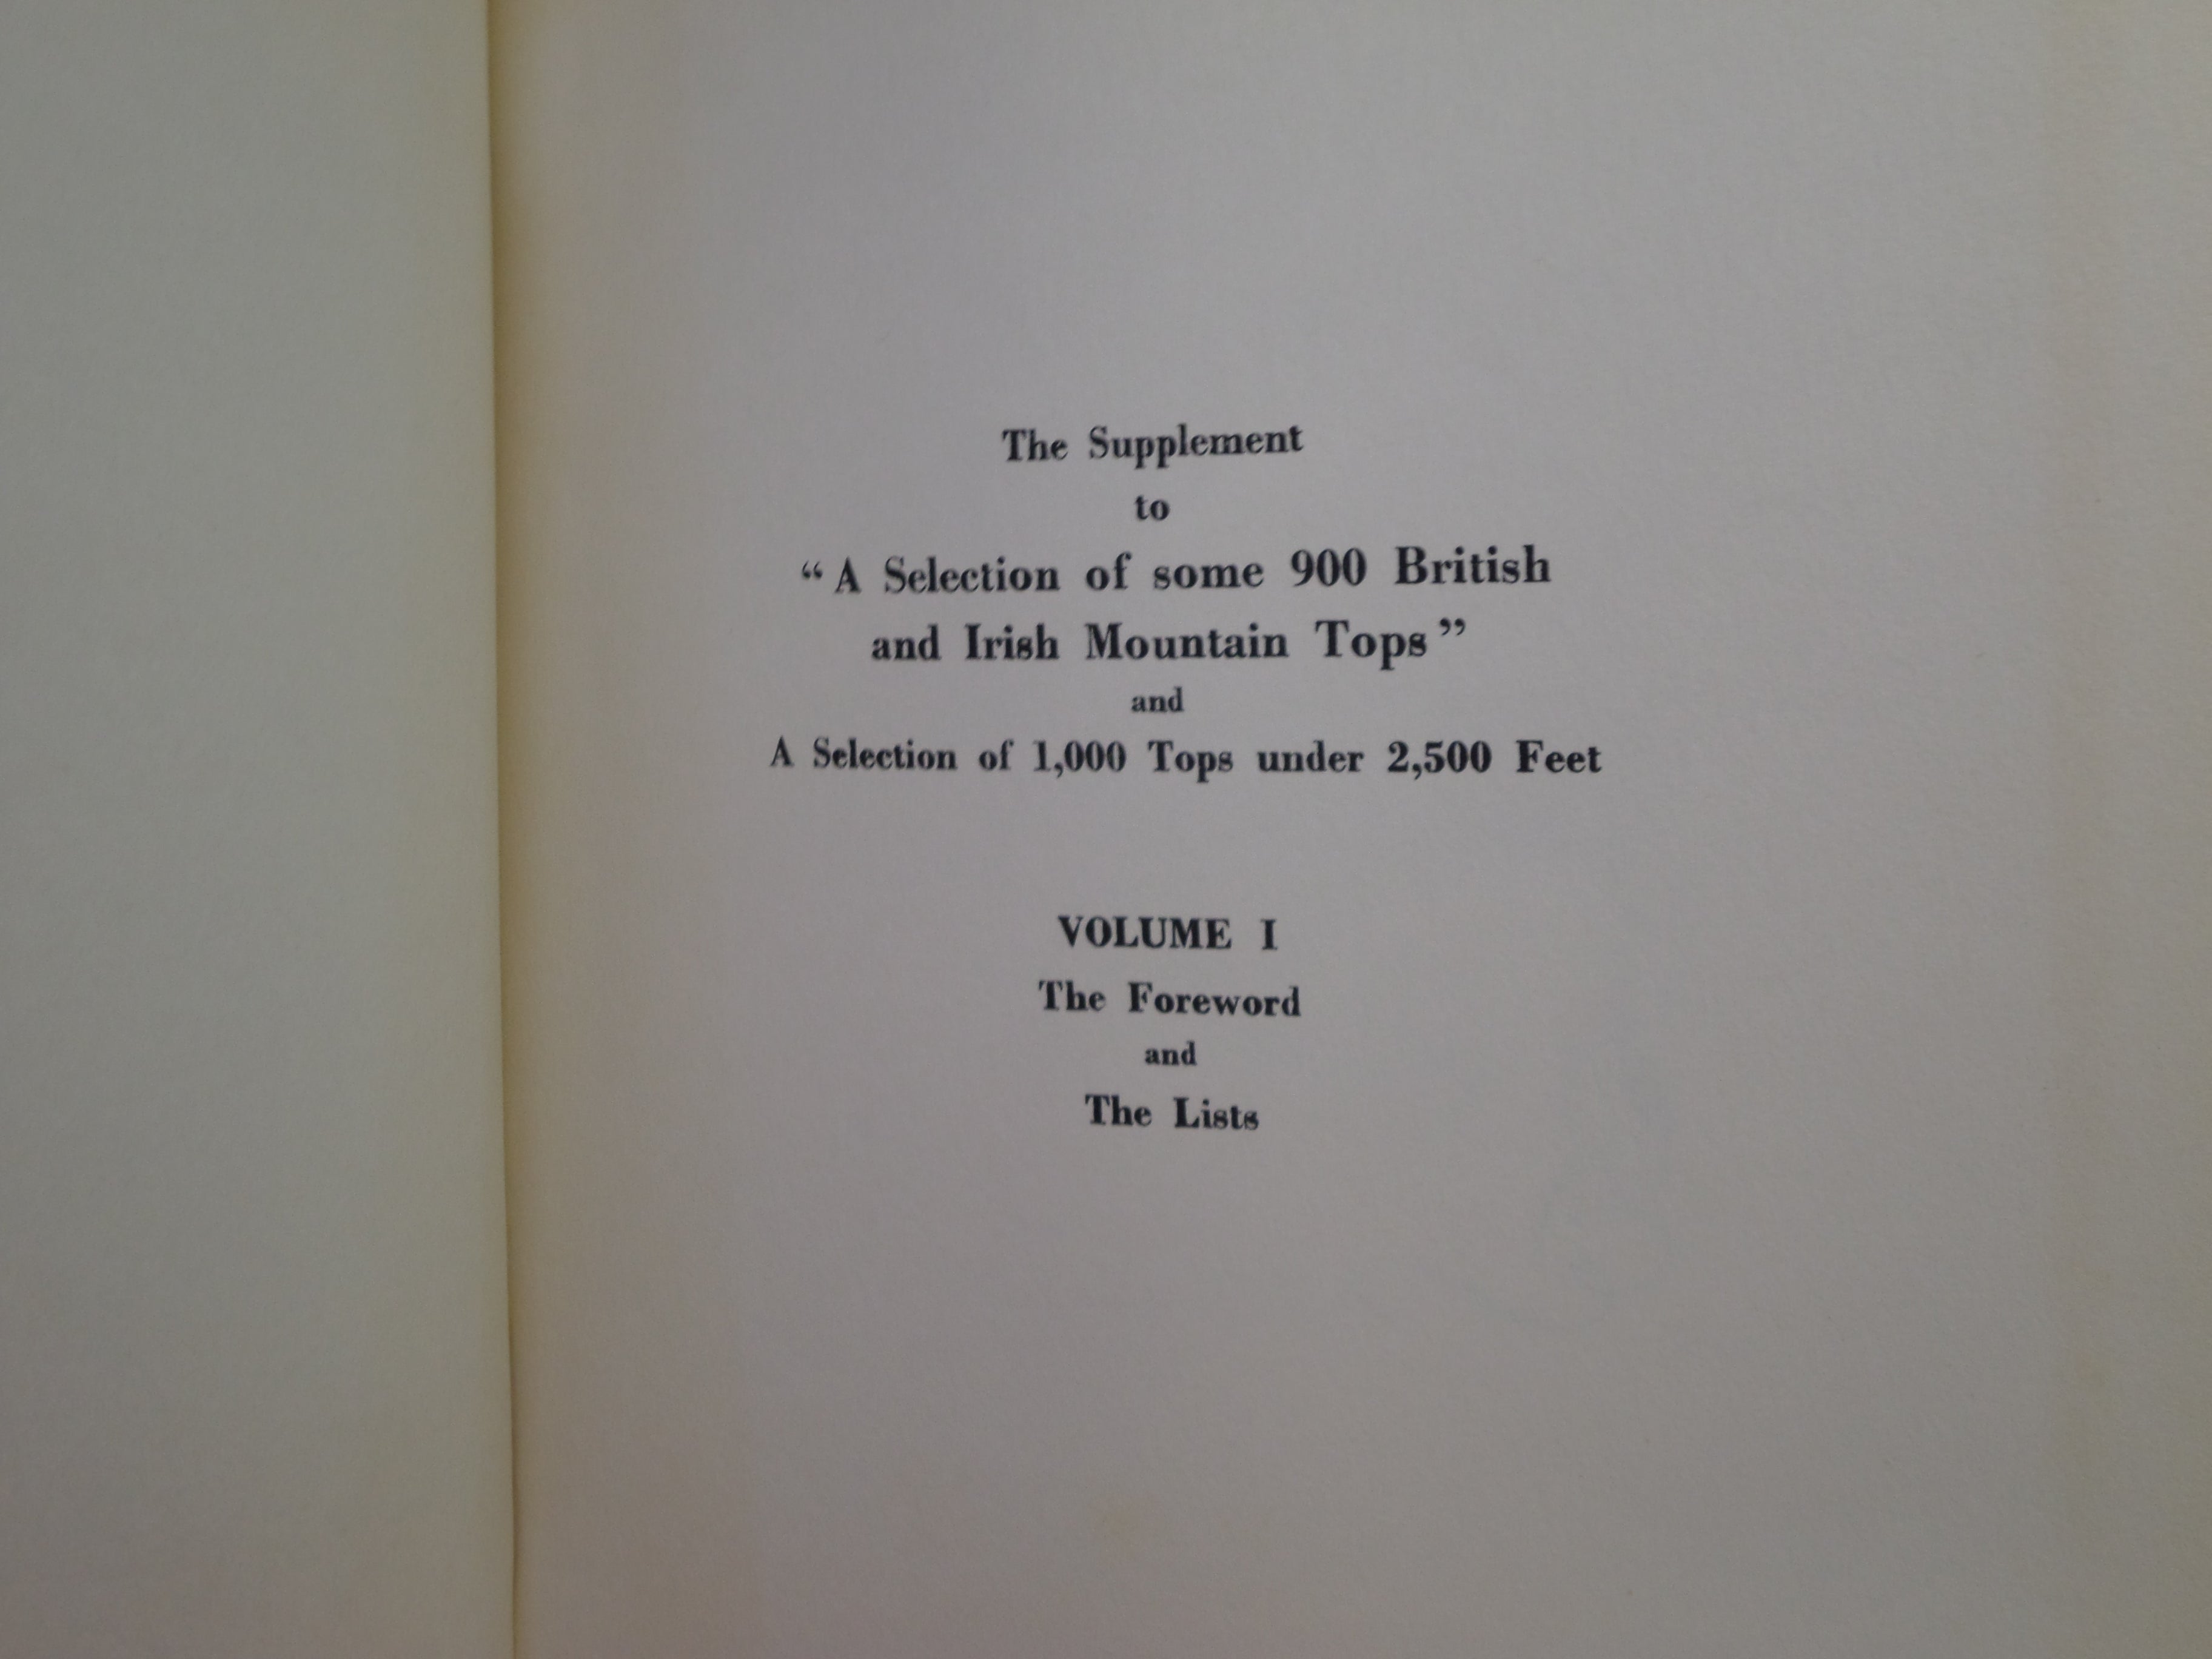 The Supplement
to
“A Selection of some 900 British
and Irish Mountain Tops”
and
A Selection of 1,000 Tops under 2,500 Feet
VOLUME I
The Foreword
and
The Lists